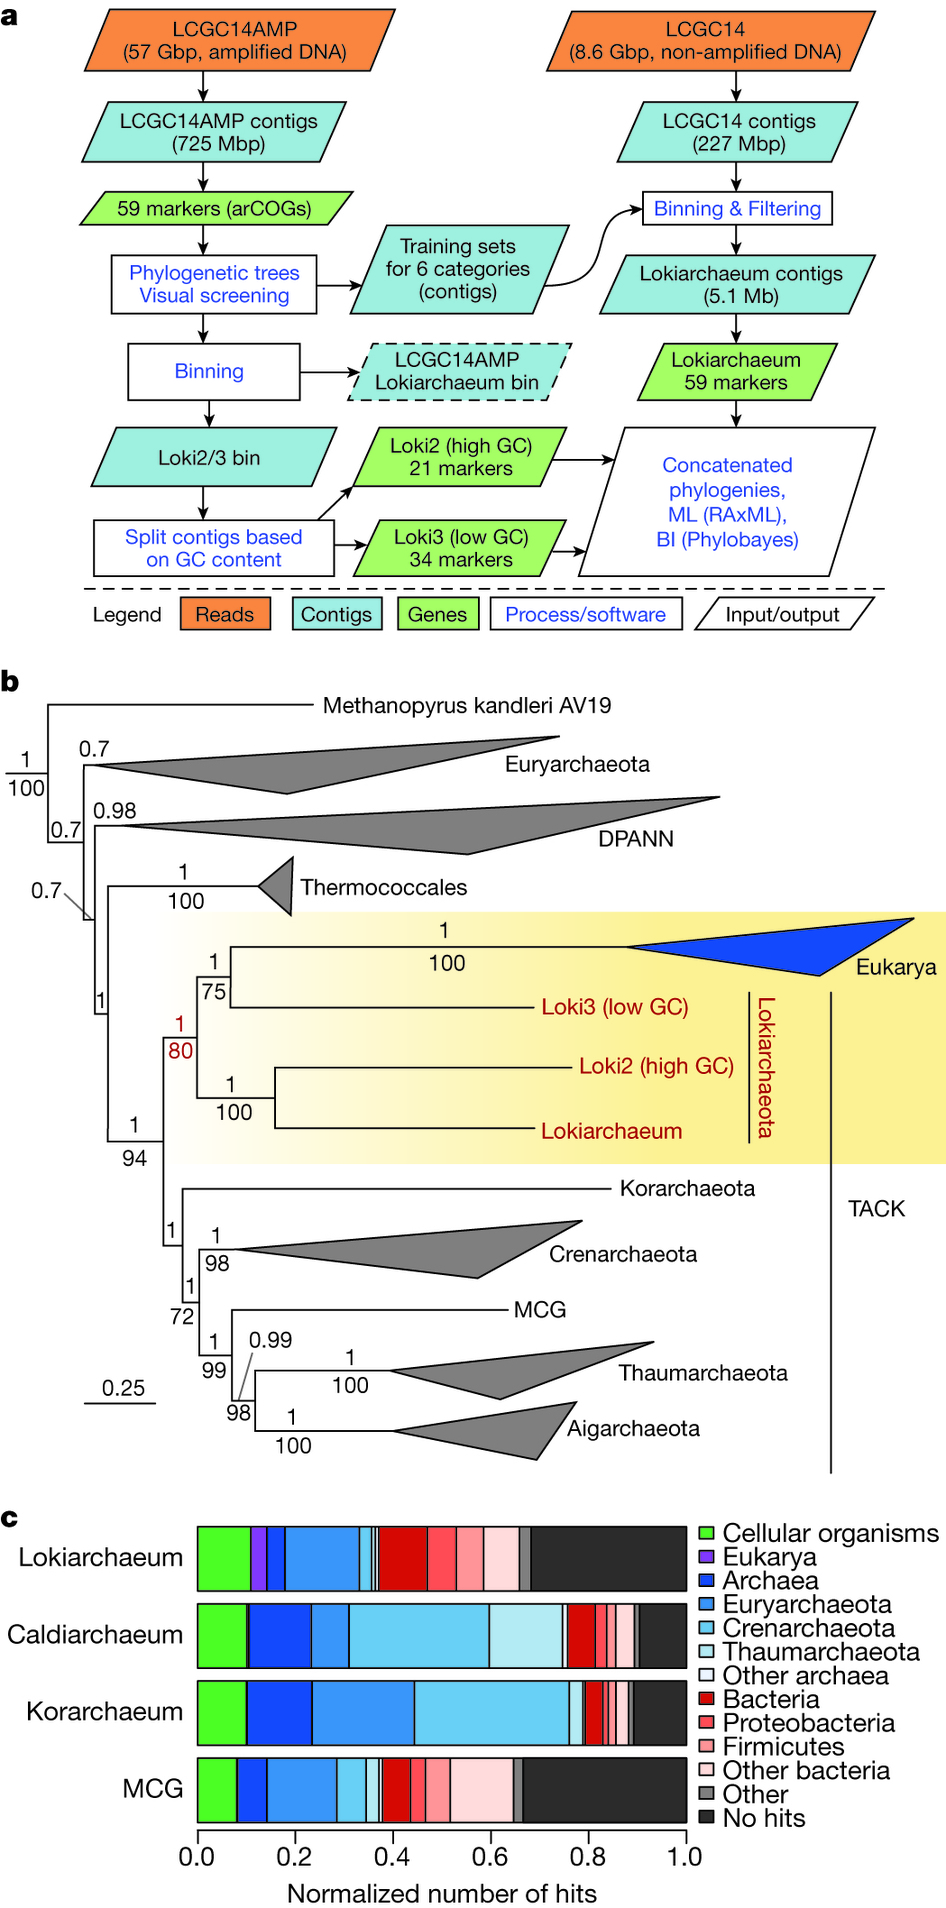 a
LCGC14AMP
(57 Gbp, amplified DNA)
LCGC14
(8.6 Gbp, non-amplified DNA)
LCGC14AMP contigs
(725 Mbp)
LCGC14 contigs
(227 Mbp)
59 markers (arCOGs)
Binning & Filtering
Training sets
for 6 categories
(contigs)
Phylogenetic trees
Visual screening
Lokiarchaeum contigs
(5.1 Mb)
Binning
LCGC14AMP
Lokiarchaeum bin
Lokiarchaeum
59 markers
Loki2/3 bin
Loki2 (high GC)
21 markers
Concatenated
phylogenies,
ML (RAxML),
BI (Phylobayes)
Split contigs based
on GC content
Loki3 (low GC)
34 markers
Legend
Reads
Contigs
Genes
Process/software
Input/output
b
Methanopyrus kandleri AV19
1
100
0.7
Euryarchaeota
0.7
0.98
DPANN
0.7
1
100
Thermococcales
1
100
Eukarya
1
75
Loki3 (low GC)
1
1
80
Loki2 (high GC)
1
100
Lokiarchaeum
Lokiarchaeota
1
94
Korarchaeota
TACK
1
1
98
Crenarchaeota
1
72
MCG
1
99
0.99
98
1
100
Thaumarchaeota
1
100
Aigarchaeota
0.25
c
Lokiarchaeum
Caldiarchaeum
Korarchaeum
MCG
0.0
0.2
0.4
0.6
0.8
1.0
Normalized number of hits
Cellular organisms
Eukarya
Archaea
Euryarchaeota
Crenarchaeota
Thaumarchaeota
Other archaea
Bacteria
Proteobacteria
Firmicutes
Other bacteria
Other
No hits